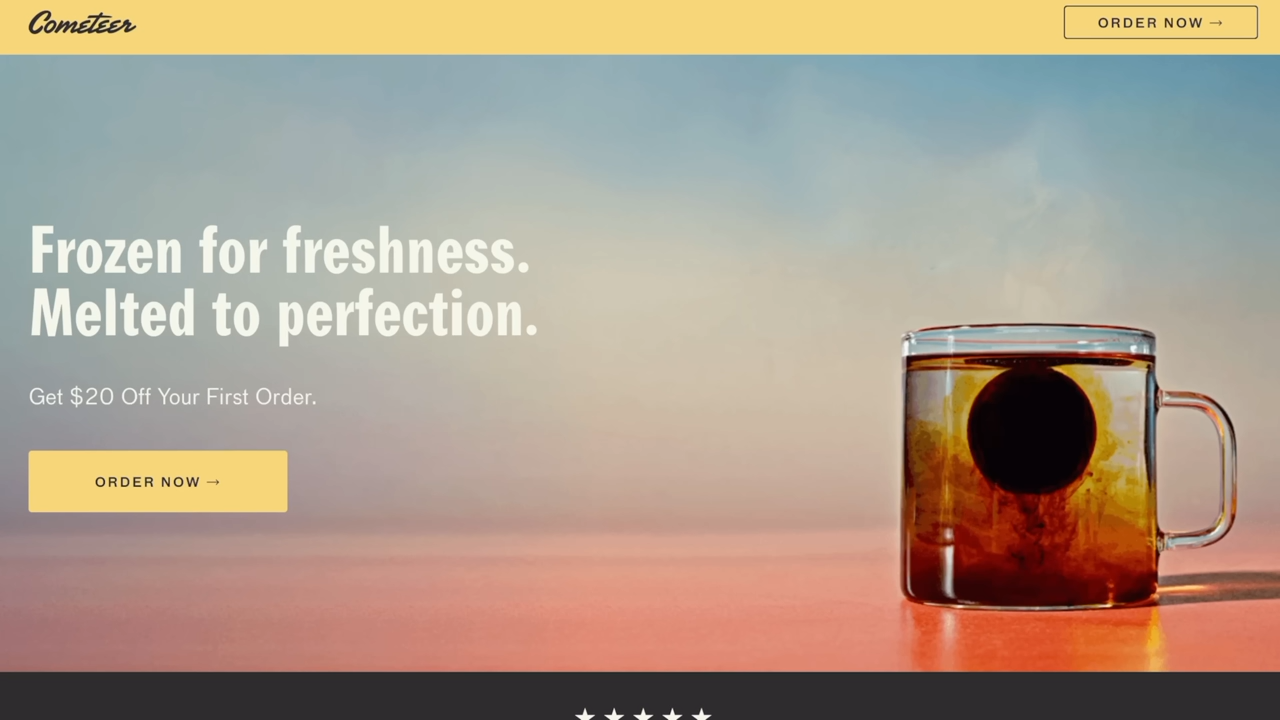 Cometeer
ORDER NOW →
Frozen for freshness.
Melted to perfection.
Get $20 Off Your First Order.
ORDER NOW →